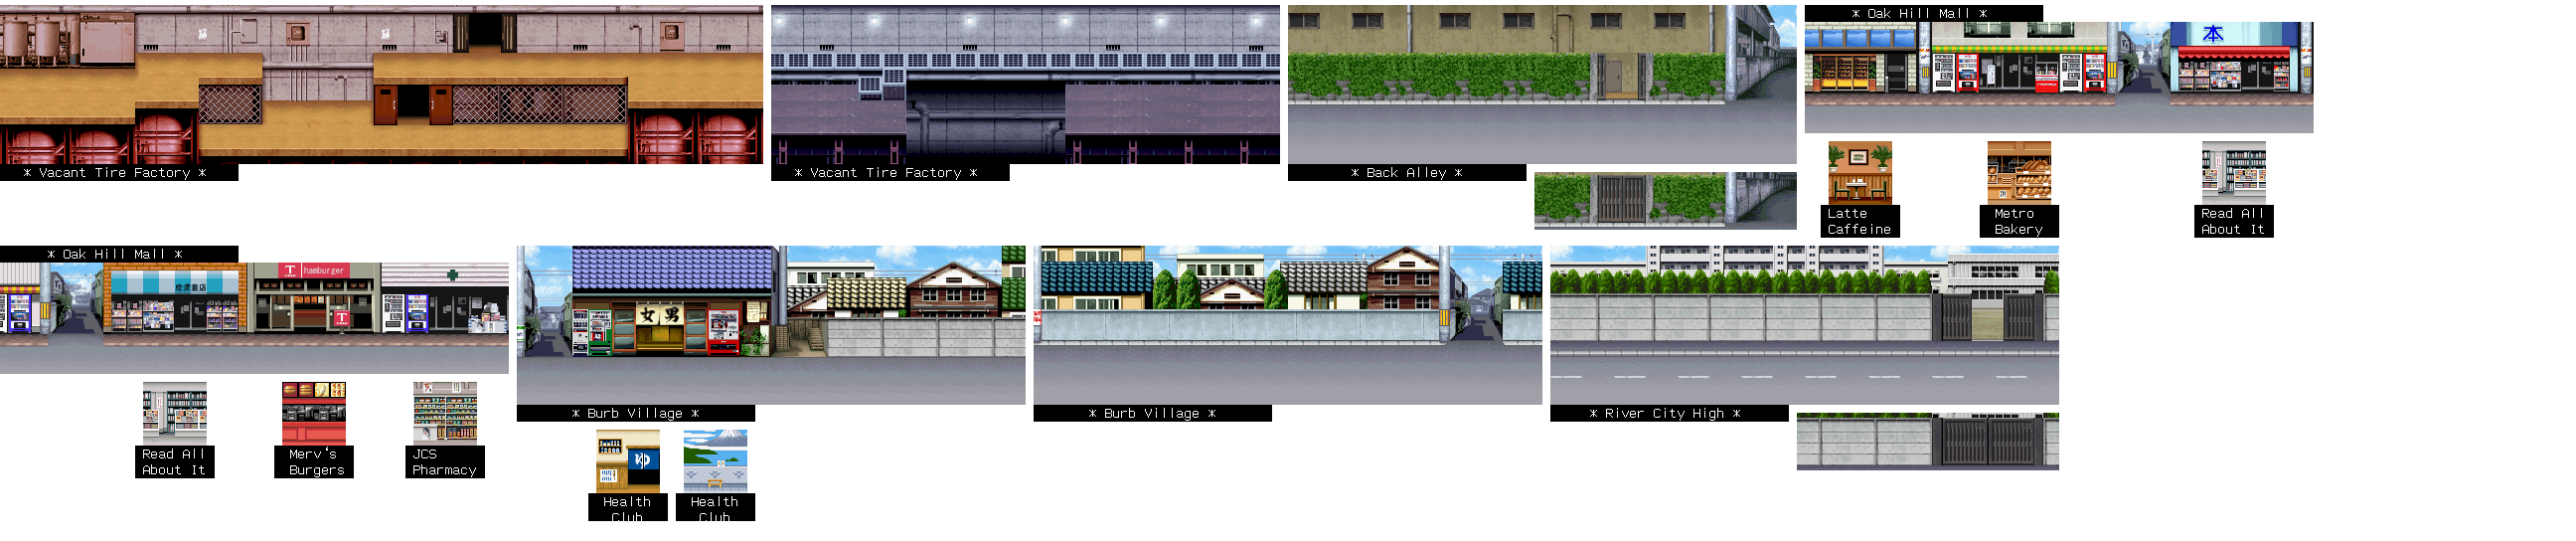 * Oak Hill Mall *
本
* Vacant Tire Factory *
* Vacant Tire Factory *
* Back Alley *
Latte
Caffeine
Metro
Bakery
Read All
About It
* Oak Hill Mall *
T hamburger
T
女男
Read All
About It
Merv's
Burgers
JCS
Pharmacy
* Burb Village *
ゆ
Health
Club
Health
Club
* Burb Village *
* River City High *